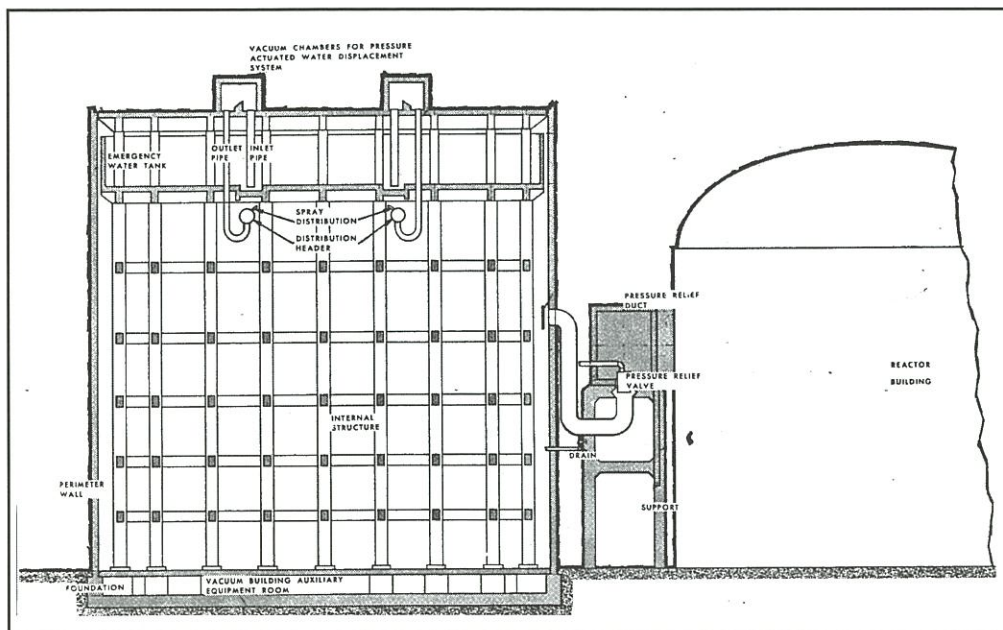 VACUUM CHAMBERS FOR PRESSURE
ACTUATED WATER DISPLACEMENT
SYSTEM
EMERGENCY
WATER TANK
OUTLET
PIPE
INLET
PIPE
SPRAY
DISTRIBUTION
DISTRIBUTION
HEADER
PRESSURE RELIEF
DUCT
PRESSURE RELIEF
VALVE
REACTOR
BUILDING
INTERNAL
STRUCTURE
DRAIN
PERIMETER
WALL
SUPPORT
FOUNDATION
VACUUM BUILDING AUXILIARY
EQUIPMENT ROOM